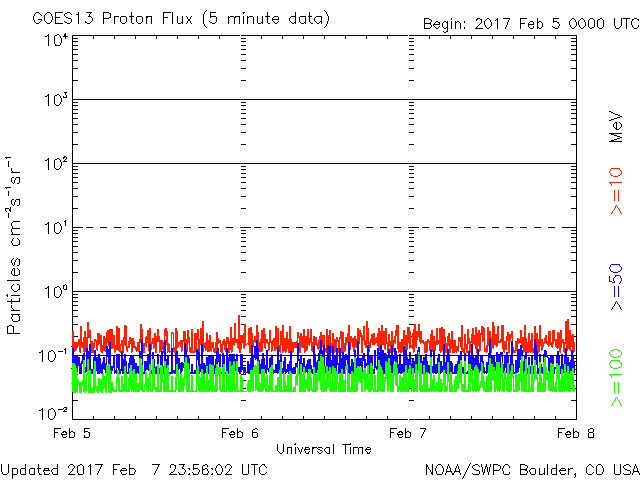 GOES13 Proton Flux (5 minute data)
Begin: 2017 Feb 5 0000 UTC
Particles cm⁻²s⁻¹sr⁻¹
10⁴
10³
10²
10¹
10⁰
10⁻¹
10⁻²
Feb 5
Feb 6
Feb 7
Feb 8
Universal Time
MeV
>=10
>=50
>=100
Updated 2017 Feb 7 23:56:02 UTC
NOAA/SWPC Boulder, CO USA